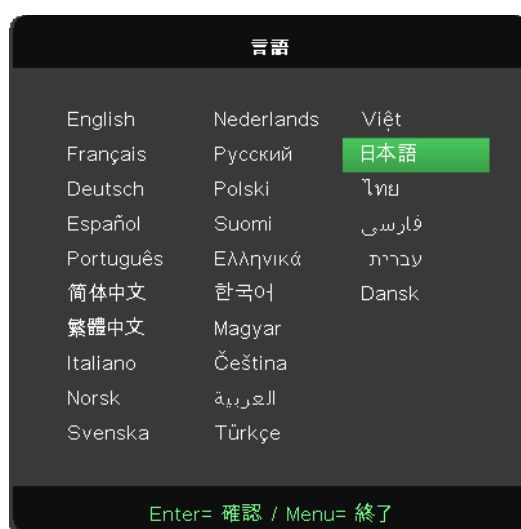 言語
English
Français
Deutsch
Español
Português
简体中文
繁體中文
Italiano
Norsk
Svenska
Nederlands
Русский
Polski
Suomi
Ελληνικά
한국어
Magyar
Čeština
العربية
Türkçe
Việt
日本語
ไทย
فارسی
עברית
Dansk
Enter= 確認 / Menu= 終了